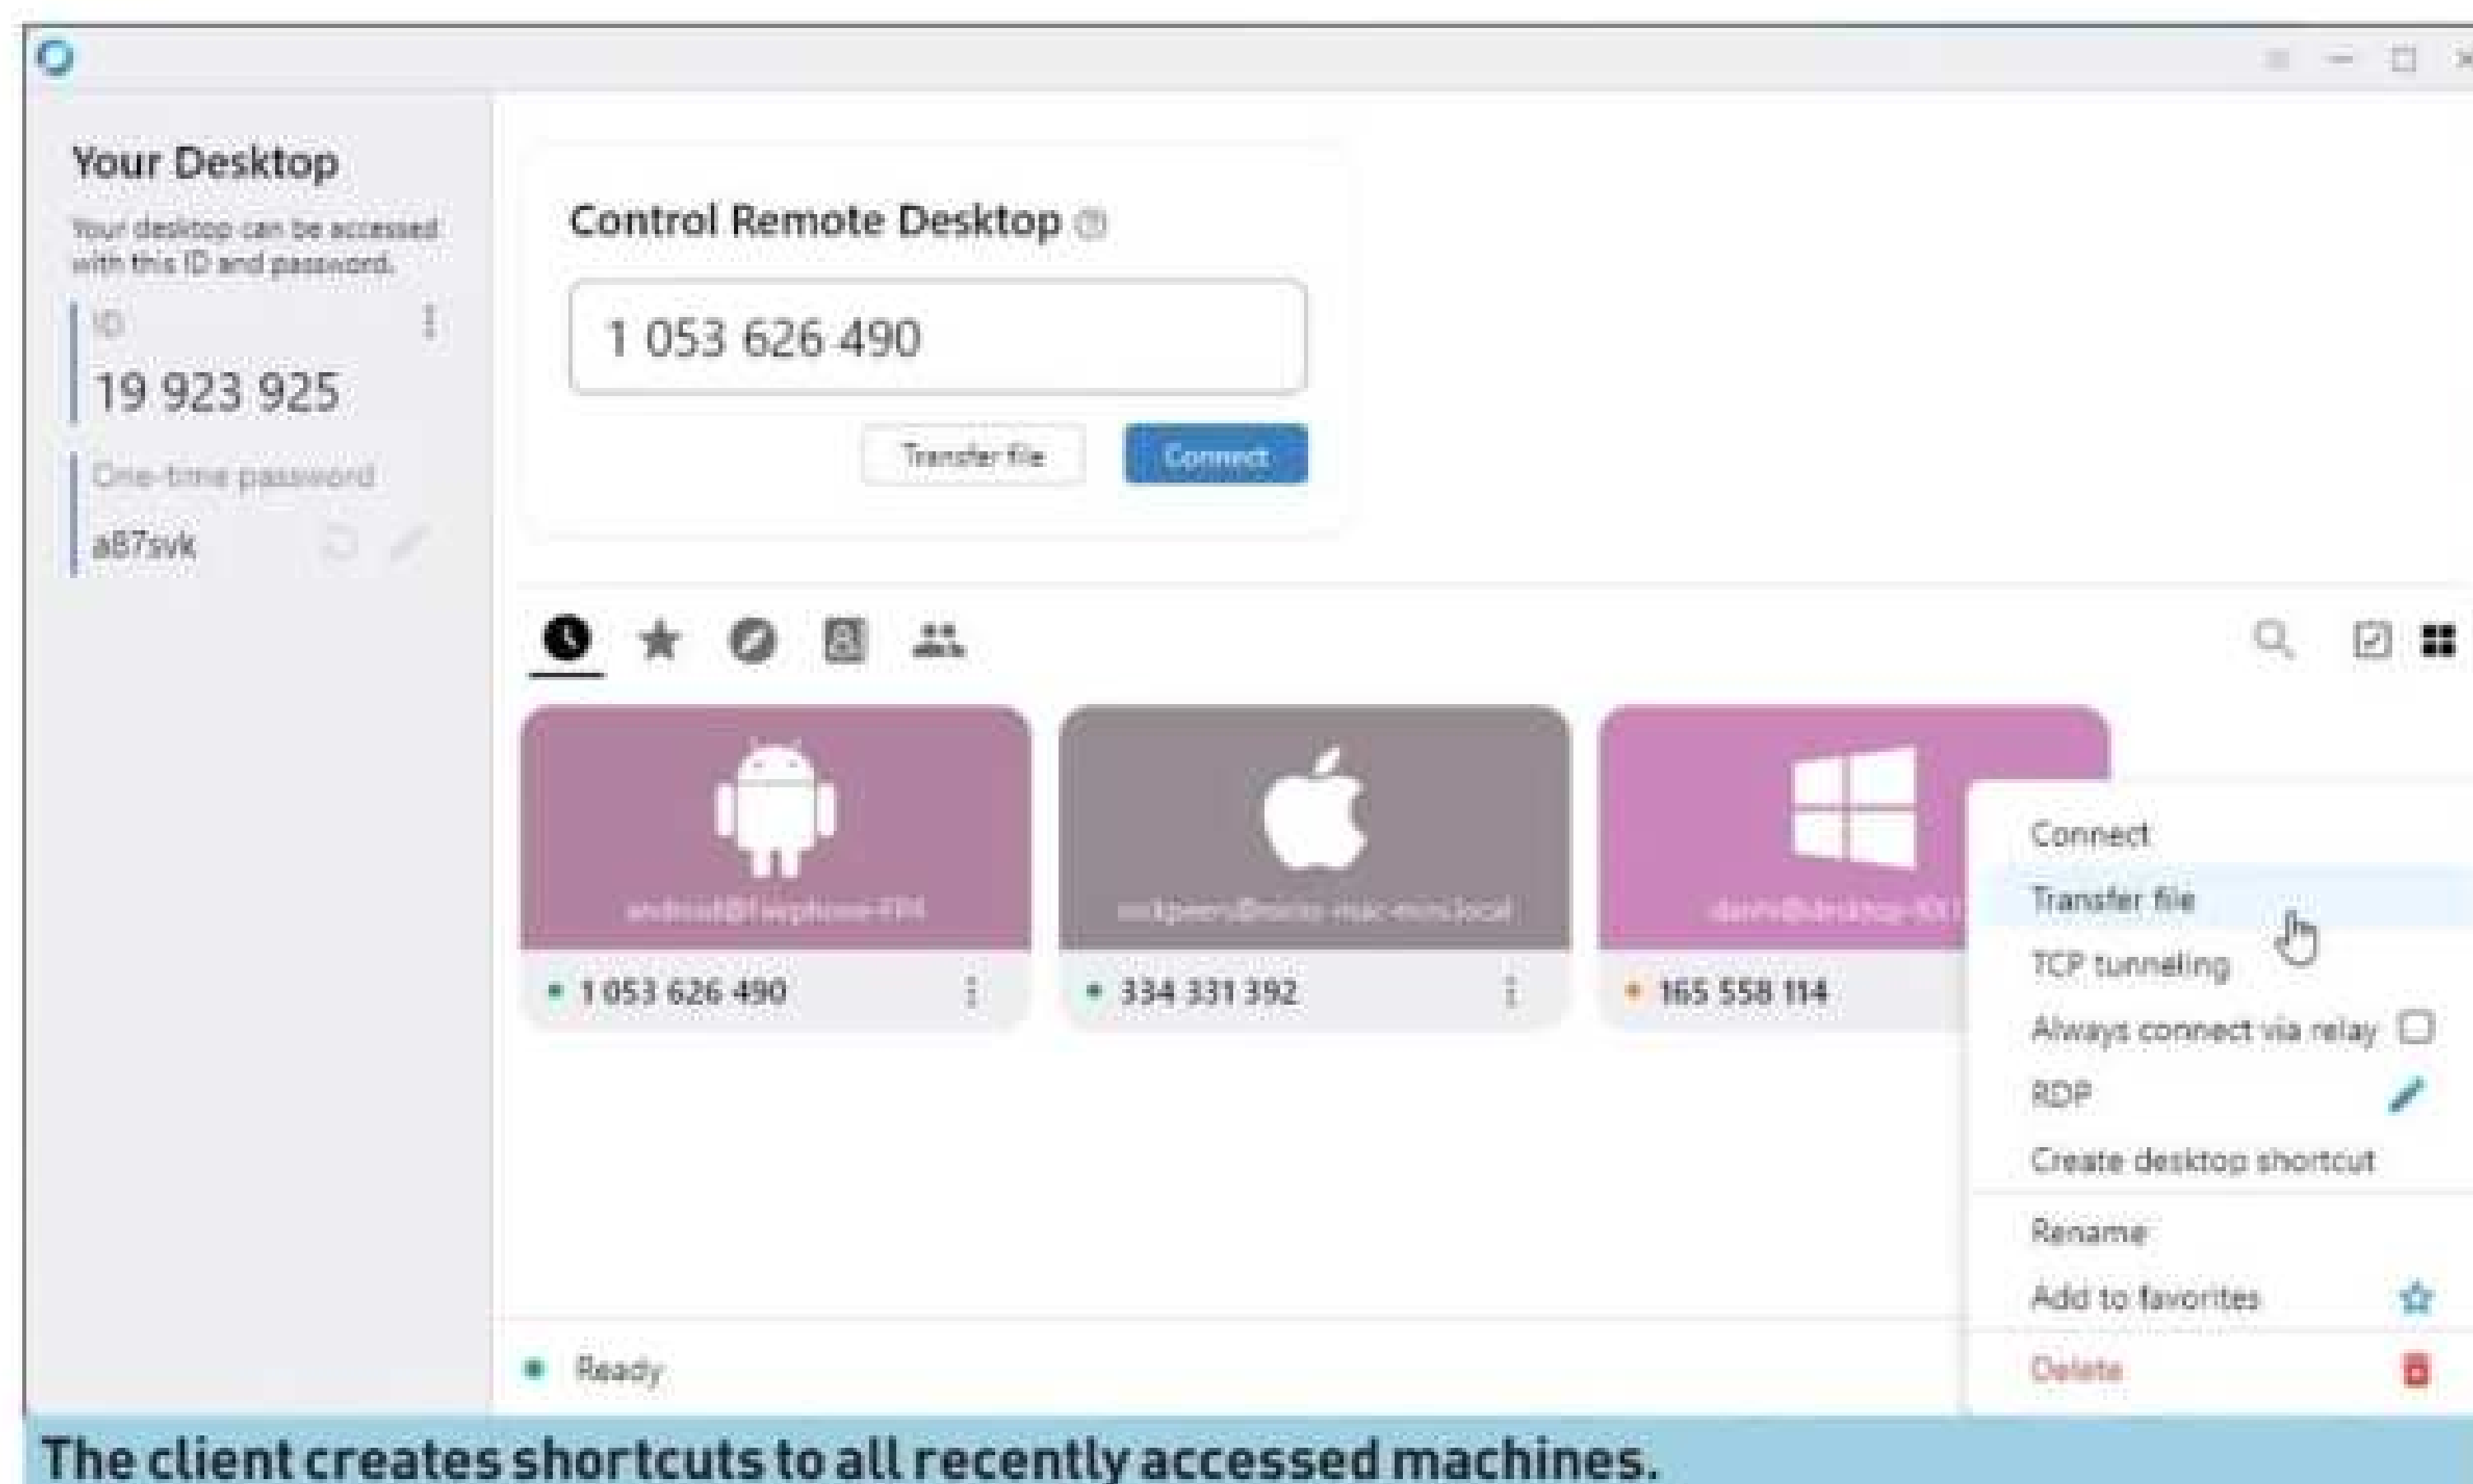 Your Desktop
Your desktop can be accessed
with this ID and password.
ID
19 923 925
One-time password
a87svk
Control Remote Desktop
1 053 626 490
Transfer file
Connect
1 053 626 490
334 331 392
165 558 114
Connect
Transfer file
TCP tunneling
Always connect via relay
RDP
Create desktop shortcut
Rename
Add to favorites
Delete
Ready
The client creates shortcuts to all recently accessed machines.